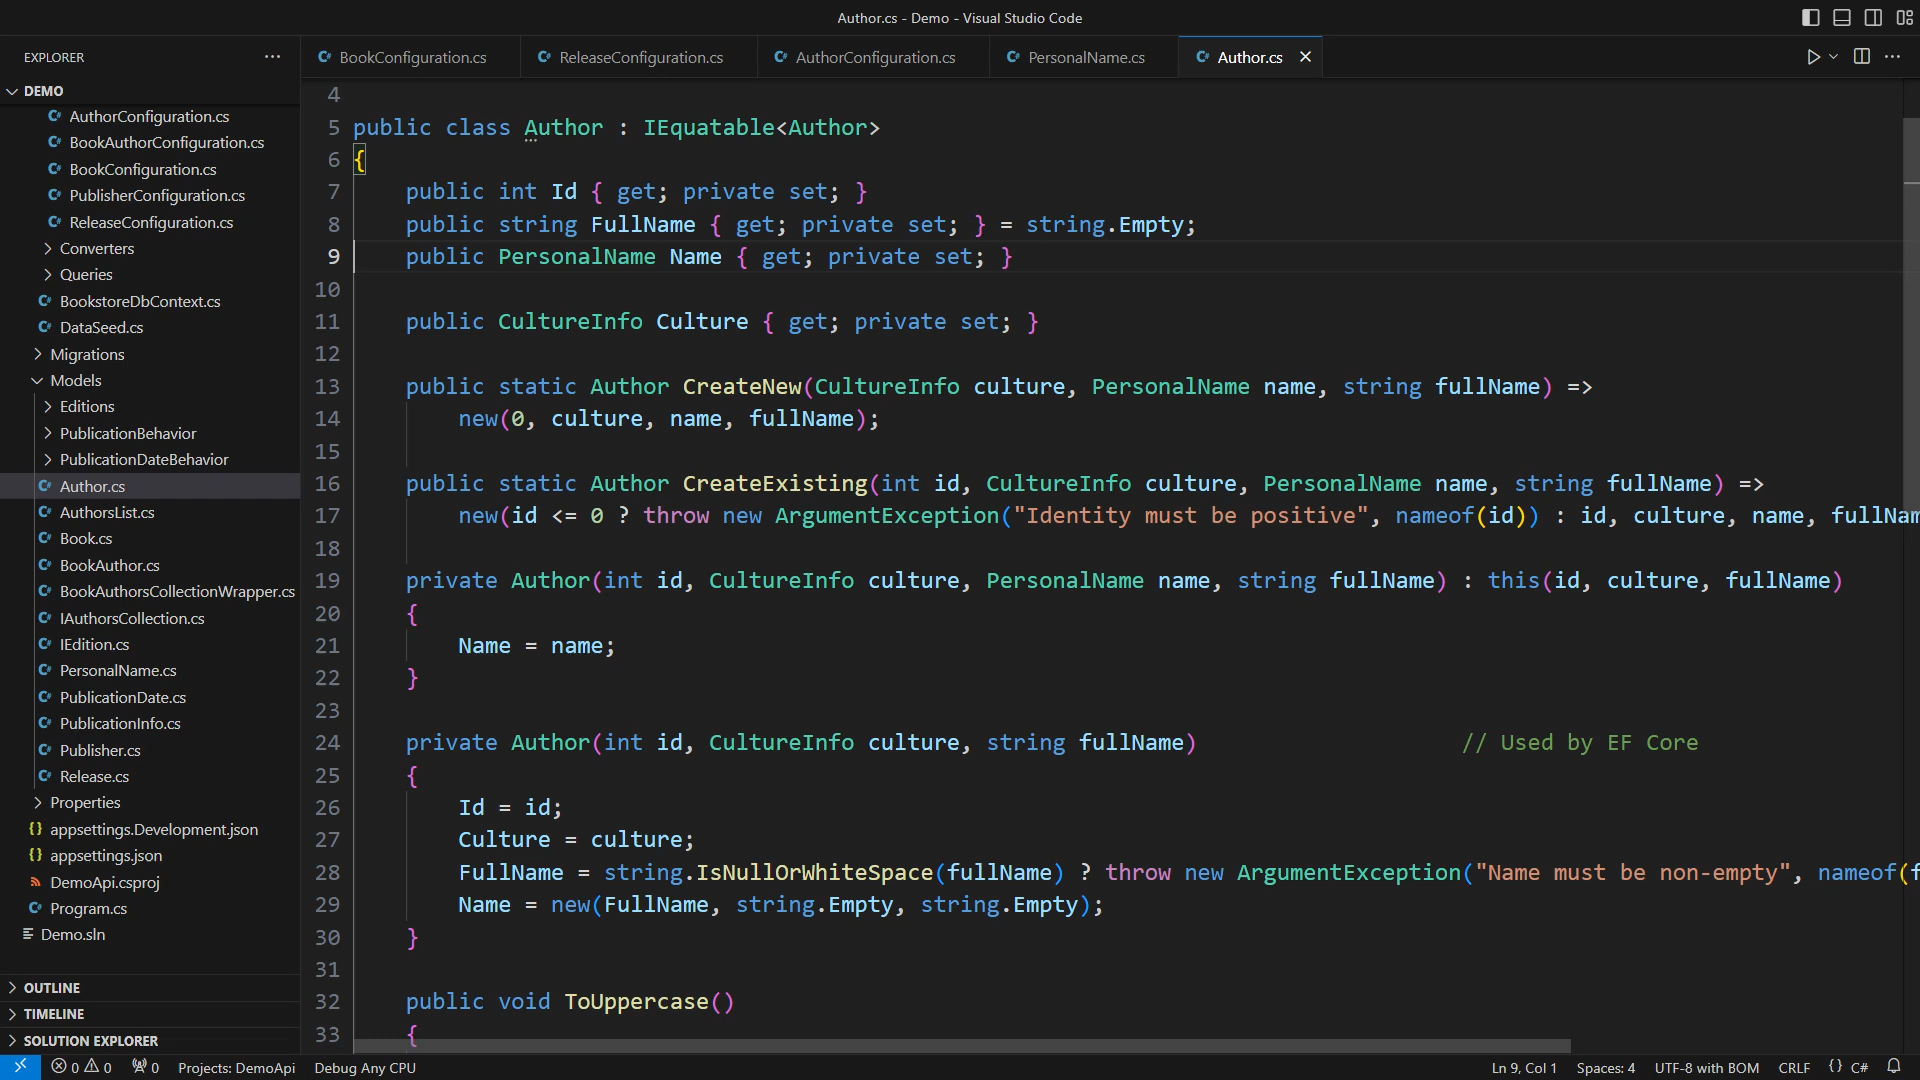 Author.cs - Demo - Visual Studio Code
EXPLORER
DEMO
AuthorConfiguration.cs
BookAuthorConfiguration.cs
BookConfiguration.cs
PublisherConfiguration.cs
ReleaseConfiguration.cs
Converters
Queries
BookstoreDbContext.cs
DataSeed.cs
Migrations
Models
Editions
PublicationBehavior
PublicationDateBehavior
Author.cs
AuthorsList.cs
Book.cs
BookAuthor.cs
BookAuthorsCollectionWrapper.cs
IAuthorsCollection.cs
IEdition.cs
PersonalName.cs
PublicationDate.cs
PublicationInfo.cs
Publisher.cs
Release.cs
Properties
appsettings.Development.json
appsettings.json
DemoApi.csproj
Program.cs
Demo.sln
OUTLINE
TIMELINE
SOLUTION EXPLORER
BookConfiguration.cs ReleaseConfiguration.cs AuthorConfiguration.cs PersonalName.cs Author.cs
4
5 public class Author : IEquatable<Author>
6 {
7 public int Id { get; private set; }
8 public string FullName { get; private set; } = string.Empty;
9 public PersonalName Name { get; private set; }
10
11 public CultureInfo Culture { get; private set; }
12
13 public static Author CreateNew(CultureInfo culture, PersonalName name, string fullName) =>
14 new(0, culture, name, fullName);
15
16 public static Author CreateExisting(int id, CultureInfo culture, PersonalName name, string fullName) =>
17 new(id <= 0 ? throw new ArgumentException("Identity must be positive", nameof(id)) : id, culture, name, fullNam
18
19 private Author(int id, CultureInfo culture, PersonalName name, string fullName) : this(id, culture, fullName)
20 {
21 Name = name;
22 }
23
24 private Author(int id, CultureInfo culture, string fullName) // Used by EF Core
25 {
26 Id = id;
27 Culture = culture;
28 FullName = string.IsNullOrWhiteSpace(fullName) ? throw new ArgumentException("Name must be non-empty", nameof(f
29 Name = new(FullName, string.Empty, string.Empty);
30 }
31
32 public void ToUppercase()
33 {
0 0 0 Projects: DemoApi Debug Any CPU Ln 9, Col 1 Spaces: 4 UTF-8 with BOM CRLF {} C#